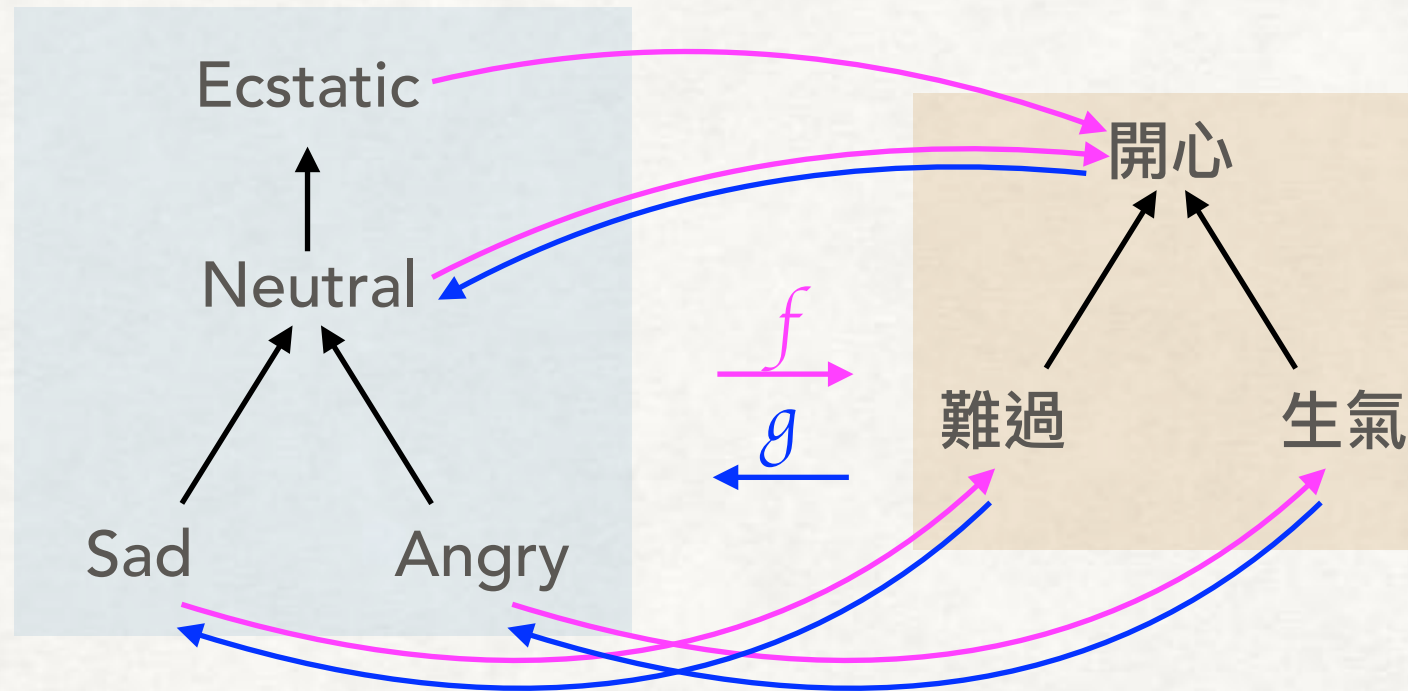 Ecstatic
開心
Neutral
f
難過
生氣
g
Sad
Angry